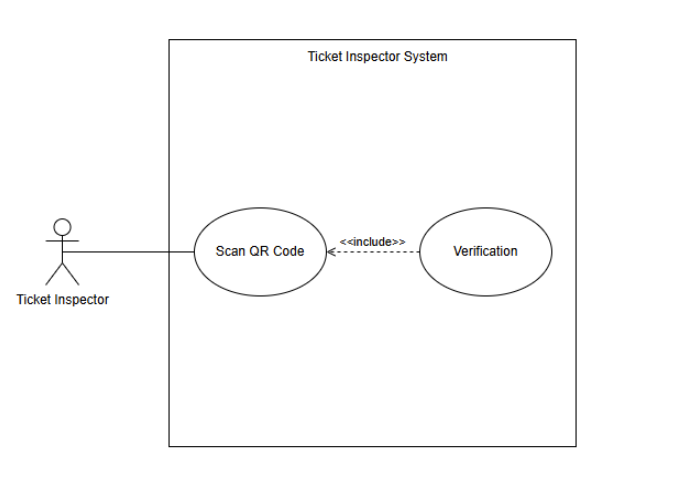 Ticket Inspector System
Scan QR Code
<<include>>
Verification
Ticket Inspector